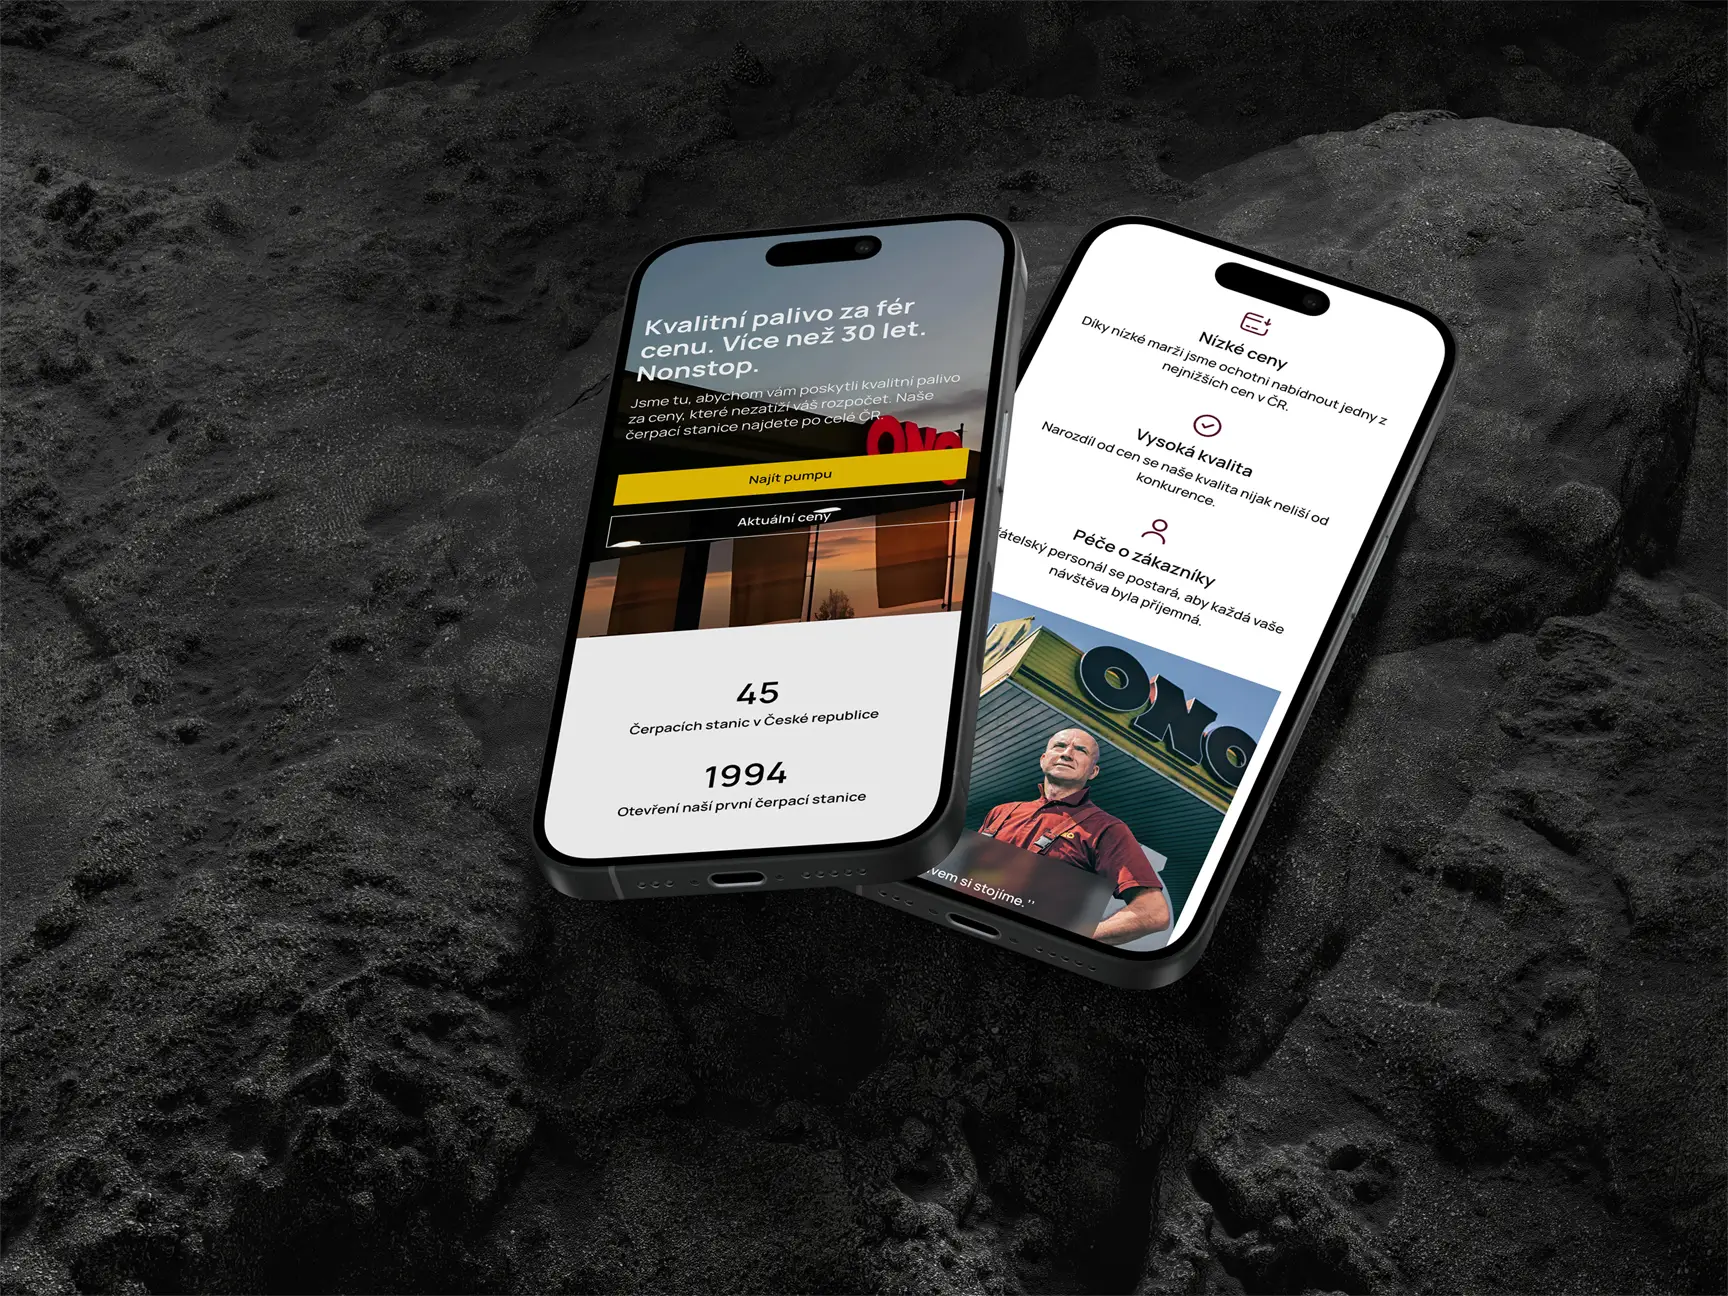 Kvalitní palivo za fér
cenu. Více než 30 let.
Nonstop.
Jsme tu, abychom vám poskytli kvalitní palivo
za ceny, které nezatíží váš rozpočet. Naše
čerpací stanice najdete po celé ČR.
ONO
Najít pumpu
Aktuální ceny
45
Čerpacích stanic v České republice
1994
Otevření naší první čerpací stanice
Nízké ceny
Díky nízké marži jsme ochotni nabídnout jedny z
nejnižších cen v ČR.
Vysoká kvalita
Narozdíl od cen se naše kvalita nijak neliší od
konkurence.
Péče o zákazníky
personál se postará, aby každá vaše
návštěva byla příjemná.
ONO
si stojíme."